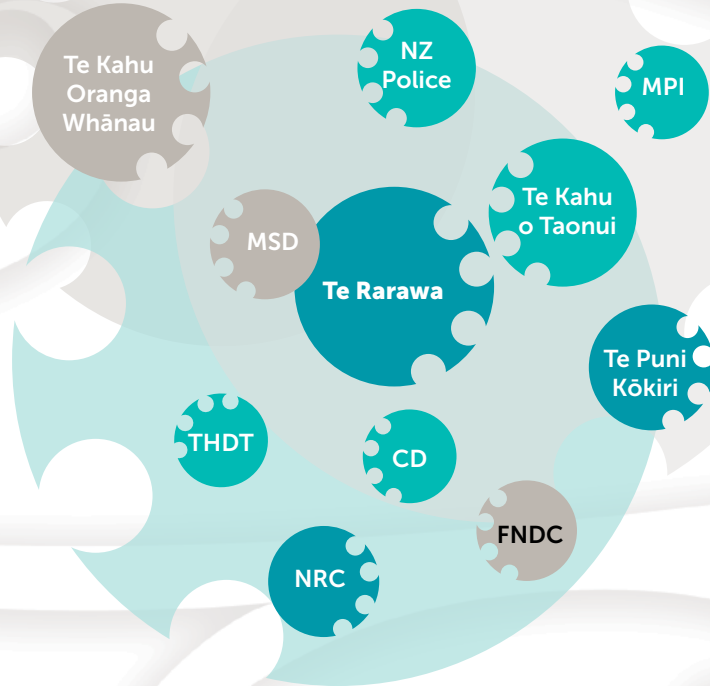 Te Kahu
Oranga
Whānau
NZ
Police
MPI
MSD
Te Kahu
o Taonui
Te Rarawa
Te Puni
Kōkiri
THDT
CD
FNDC
NRC